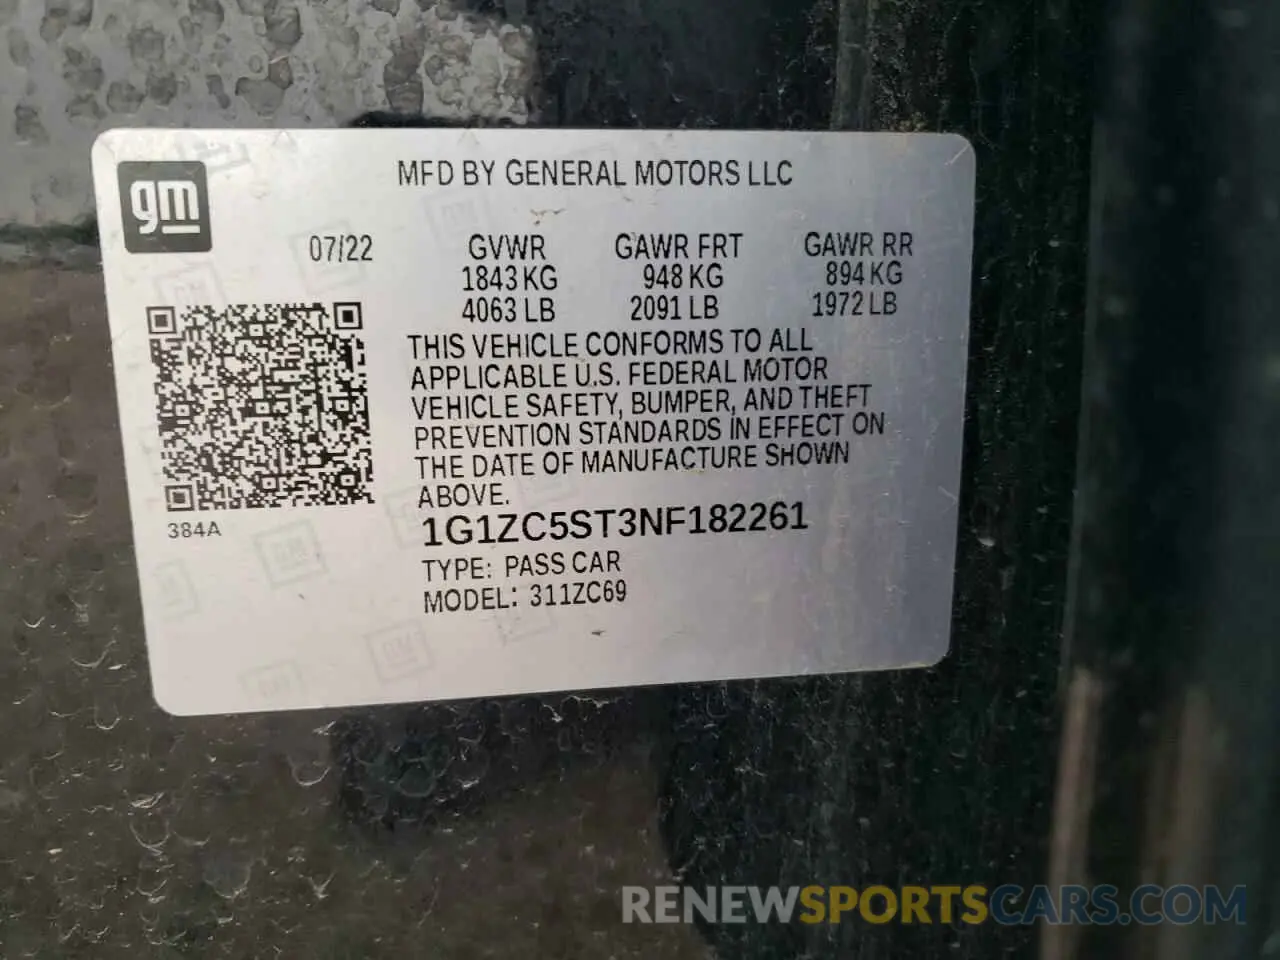 gm
MFD BY GENERAL MOTORS LLC
07/22
GVWR
1843 KG
4063 LB
GAWR FRT
948 KG
2091 LB
GAWR RR
894 KG
1972 LB
THIS VEHICLE CONFORMS TO ALL
APPLICABLE U.S. FEDERAL MOTOR
VEHICLE SAFETY, BUMPER, AND THEFT
PREVENTION STANDARDS IN EFFECT ON
THE DATE OF MANUFACTURE SHOWN
ABOVE.
384A
1G1ZC5ST3NF182261
TYPE: PASS CAR
MODEL: 311ZC69
RENEWSPORTSCARS.COM